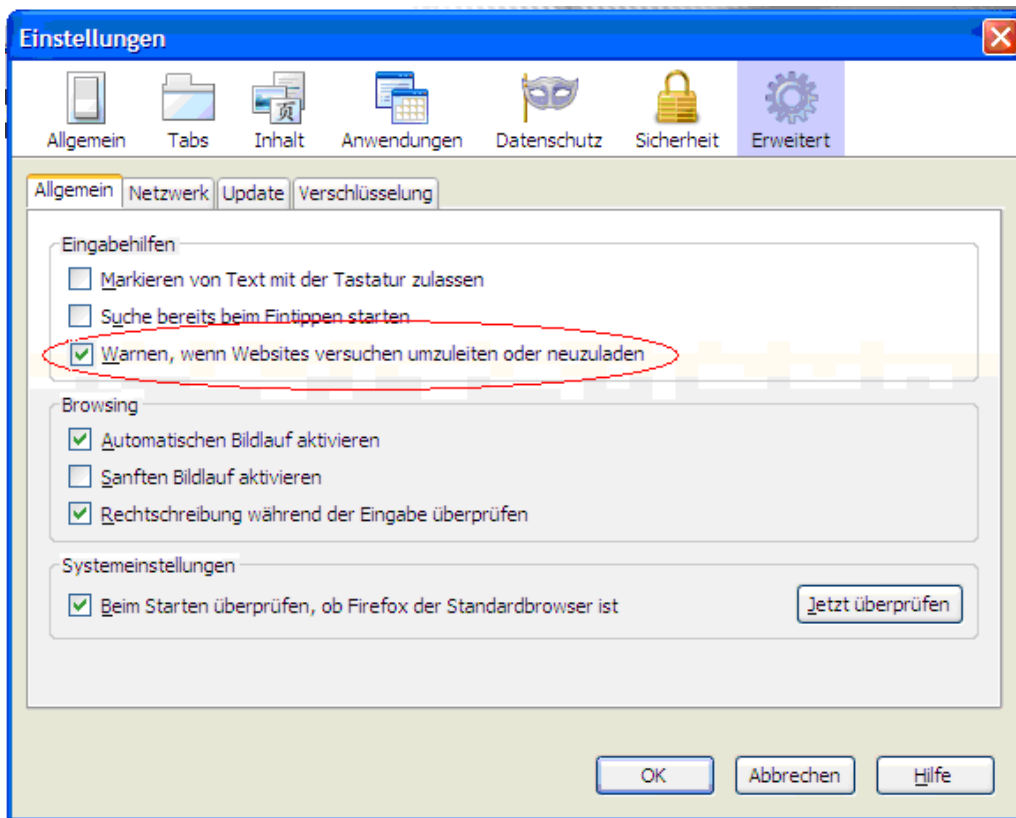 Einstellungen
Allgemein Tabs Inhalt Anwendungen Datenschutz Sicherheit Erweitert
Allgemein Netzwerk Update Verschlüsselung
Eingabehilfen
Markieren von Text mit der Tastatur zulassen
Suche bereits beim Eintippen starten
Warnen, wenn Websites versuchen umzuleiten oder neuzuladen
Browsing
Automatischen Bildlauf aktivieren
Sanften Bildlauf aktivieren
Rechtschreibung während der Eingabe überprüfen
Systemeinstellungen
Beim Starten überprüfen, ob Firefox der Standardbrowser ist
Jetzt überprüfen
OK Abbrechen Hilfe